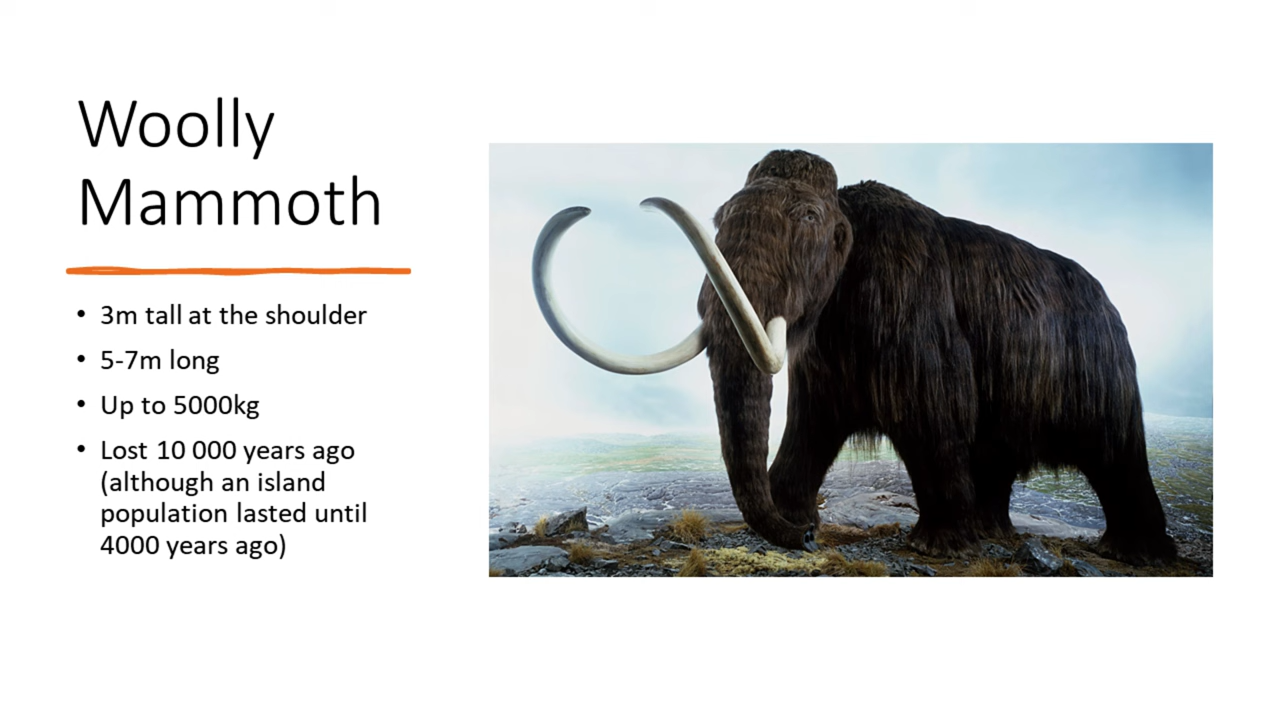 Woolly
Mammoth
• 3m tall at the shoulder
• 5-7m long
• Up to 5000kg
• Lost 10 000 years ago
(although an island
population lasted until
4000 years ago)